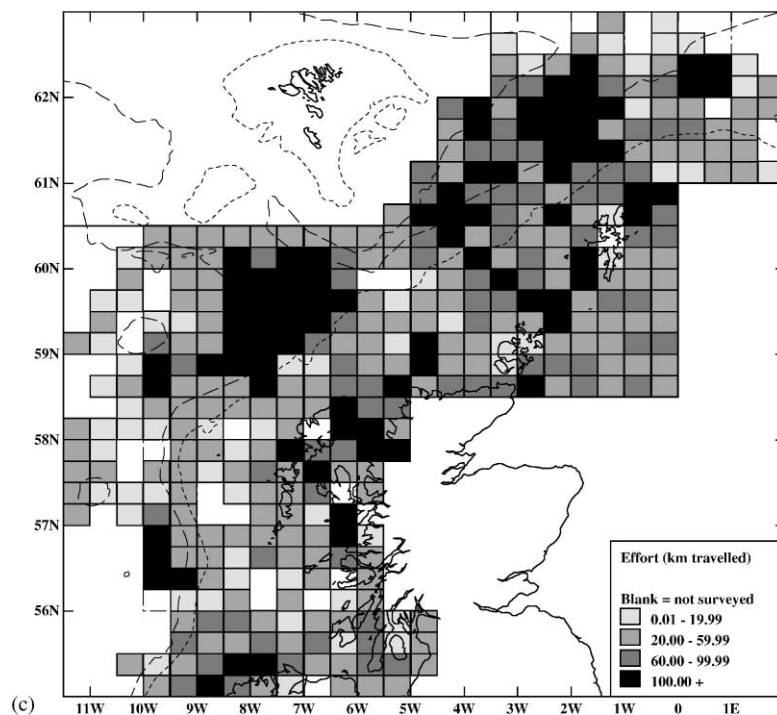 62N
61N
60N
59N
58N
57N
56N
Effort (km travelled)
Blank = not surveyed
0.01 - 19.99
20.00 - 59.99
60.00 - 99.99
100.00 +
(c)
11W 10W 9W 8W 7W 6W 5W 4W 3W 2W 1W 0 1E